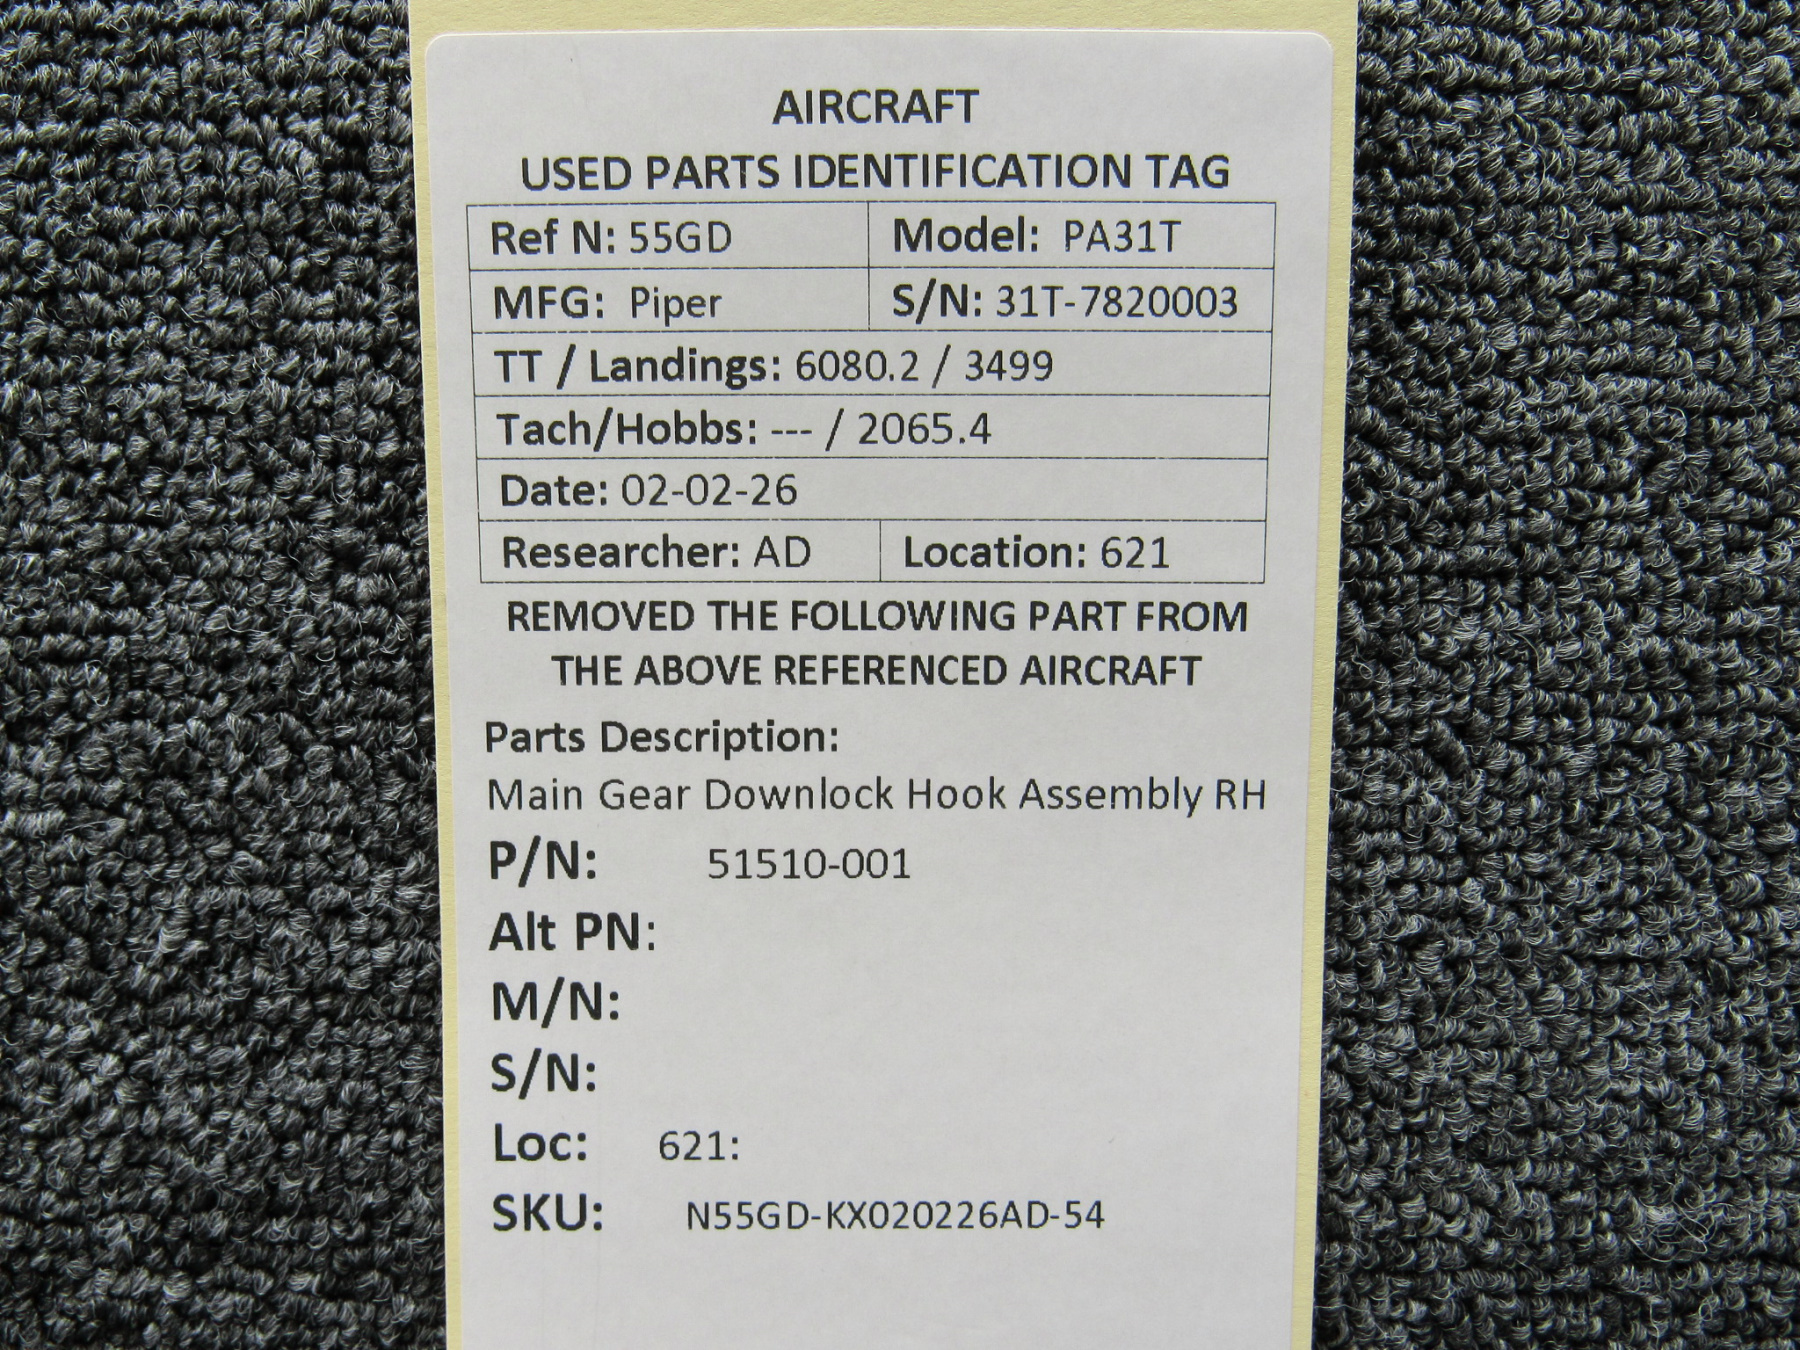 AIRCRAFT
USED PARTS IDENTIFICATION TAG
Ref N: 55GD Model: PA31T
MFG: Piper S/N: 31T-7820003
TT / Landings: 6080.2 / 3499
Tach/Hobbs: --- / 2065.4
Date: 02-02-26
Researcher: AD Location: 621
REMOVED THE FOLLOWING PART FROM
THE ABOVE REFERENCED AIRCRAFT
Parts Description:
Main Gear Downlock Hook Assembly RH
P/N: 51510-001
Alt PN:
M/N:
S/N:
Loc: 621:
SKU: N55GD-KX020226AD-54